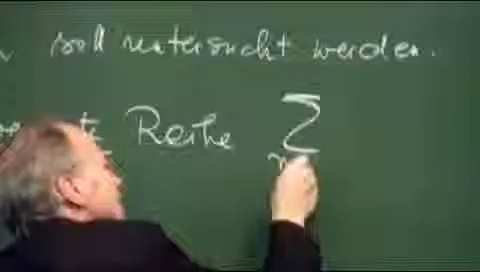 soll untersucht werden.
Reihe ∑